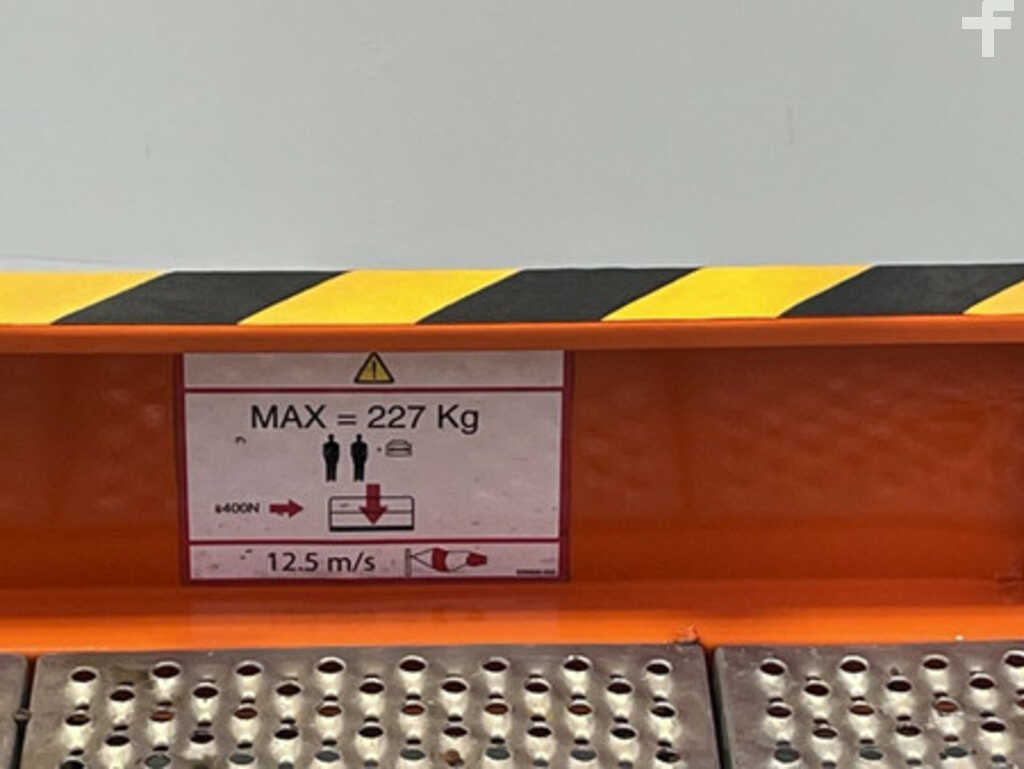 MAX = 227 Kg
≤400N
12.5 m/s